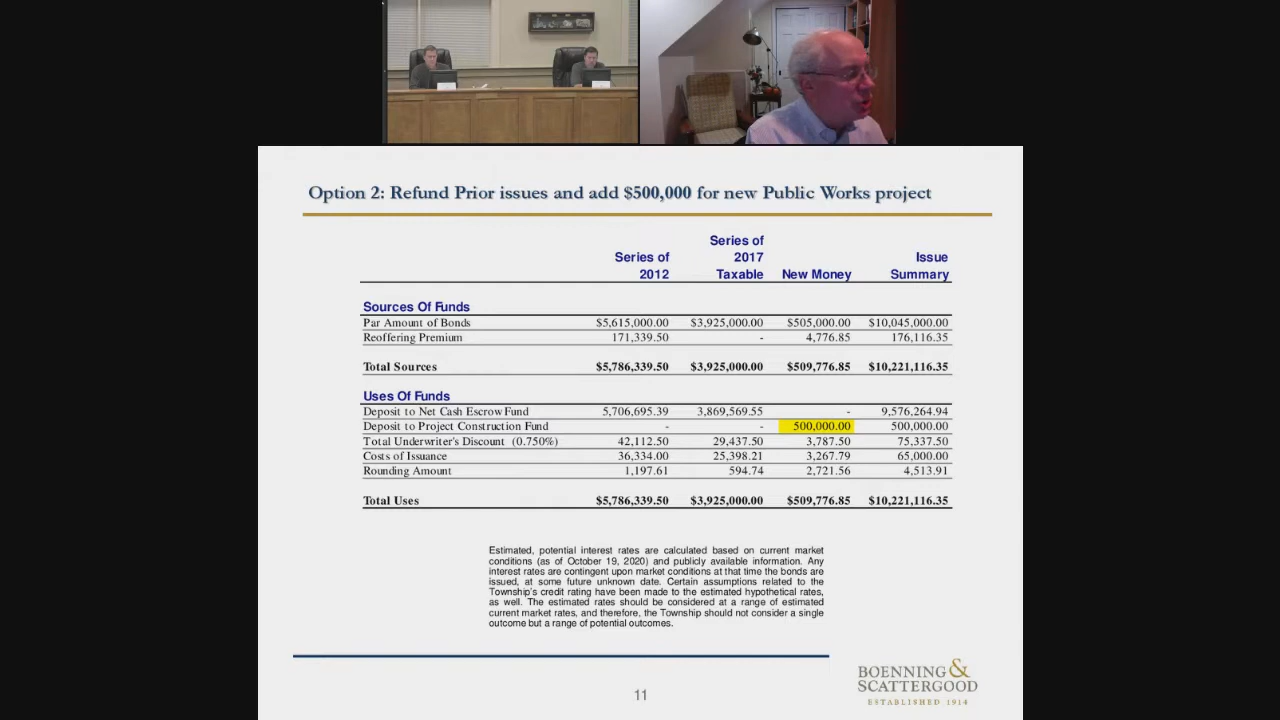 Option 2: Refund Prior issues and add $500,000 for new Public Works project
Series of 2012 Series of 2017 Taxable New Money Issue Summary
Sources Of Funds
Par Amount of Bonds $5,615,000.00 $3,925,000.00 $505,000.00 $10,045,000.00
Reoffering Premium 171,339.50 - 4,776.85 176,116.35
Total Sources $5,786,339.50 $3,925,000.00 $509,776.85 $10,221,116.35
Uses Of Funds
Deposit to Net Cash Escrow Fund 5,706,695.39 3,869,569.55 - 9,576,264.94
Deposit to Project Construction Fund - - 500,000.00 500,000.00
Total Underwriter's Discount (0.750%) 42,112.50 29,437.50 3,787.50 75,337.50
Costs of Issuance 36,334.00 25,398.21 3,267.79 65,000.00
Rounding Amount 1,197.61 594.74 2,721.56 4,513.91
Total Uses $5,786,339.50 $3,925,000.00 $509,776.85 $10,221,116.35
Estimated, potential interest rates are calculated based on current market
conditions (as of October 19, 2020) and publicly available information. Any
interest rates are contingent upon market conditions at that time the bonds are
issued, at some future unknown date. Certain assumptions related to the
Township's credit rating have been made to the estimated hypothetical rates,
as well. The estimated rates should be considered at a range of estimated
current market rates, and therefore, the Township should not consider a single
outcome but a range of potential outcomes.
11
BOENNING &
SCATTERGOOD
ESTABLISHED 1914